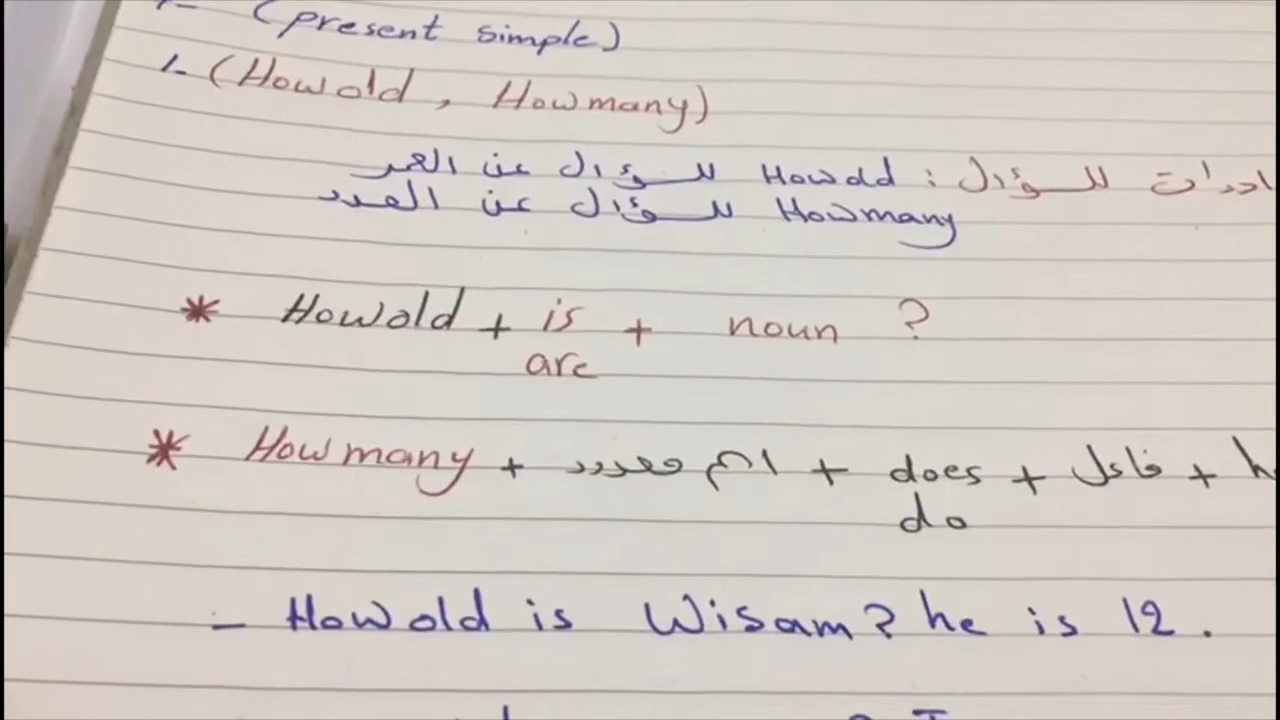 (present simple)
1- (How old, How many)
ادوات للسؤال : How old للسؤال عن العمر
How many للسؤال عن العدد
* How old + is + noun ?
are
* How many + اسم معدود + does + فاعل +
do
- How old is Wisam? he is 12.